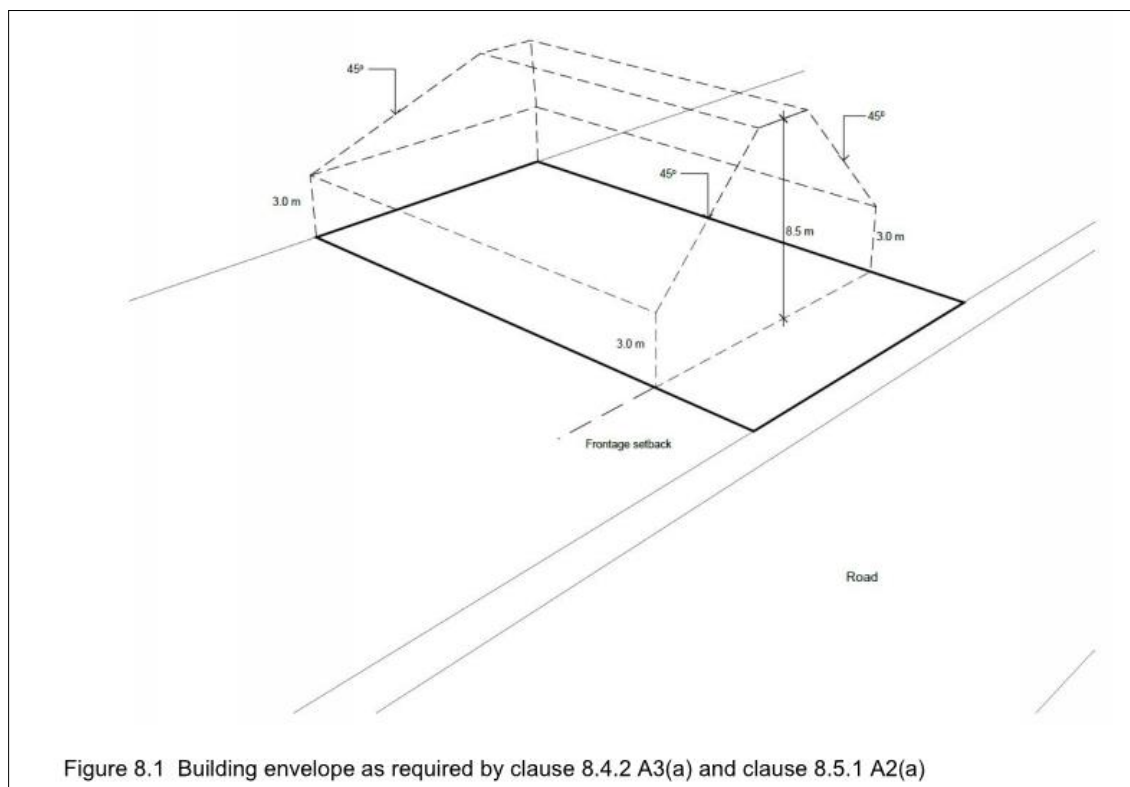 45º
45º
45º
3.0 m
8.5 m
3.0 m
3.0 m
Frontage setback
Road
Figure 8.1 Building envelope as required by clause 8.4.2 A3(a) and clause 8.5.1 A2(a)